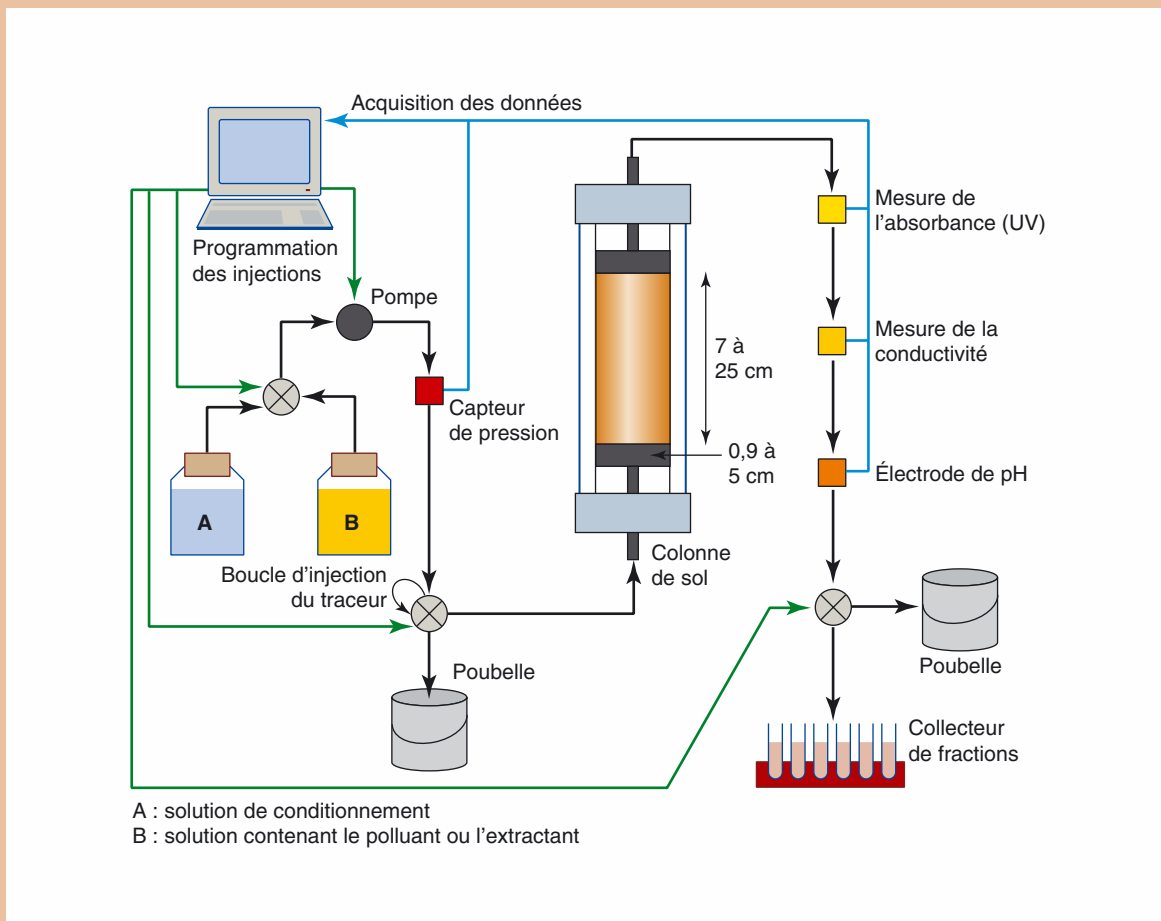 Acquisition des données
Programmation
des injections
Pompe
Capteur
de pression
A
B
Boucle d'injection
du traceur
Poubelle
7 à
25 cm
0,9 à
5 cm
Colonne
de sol
Mesure de
l'absorbance (UV)
Mesure de la
conductivité
Électrode de pH
Poubelle
Collecteur
de fractions
A : solution de conditionnement
B : solution contenant le polluant ou l'extractant